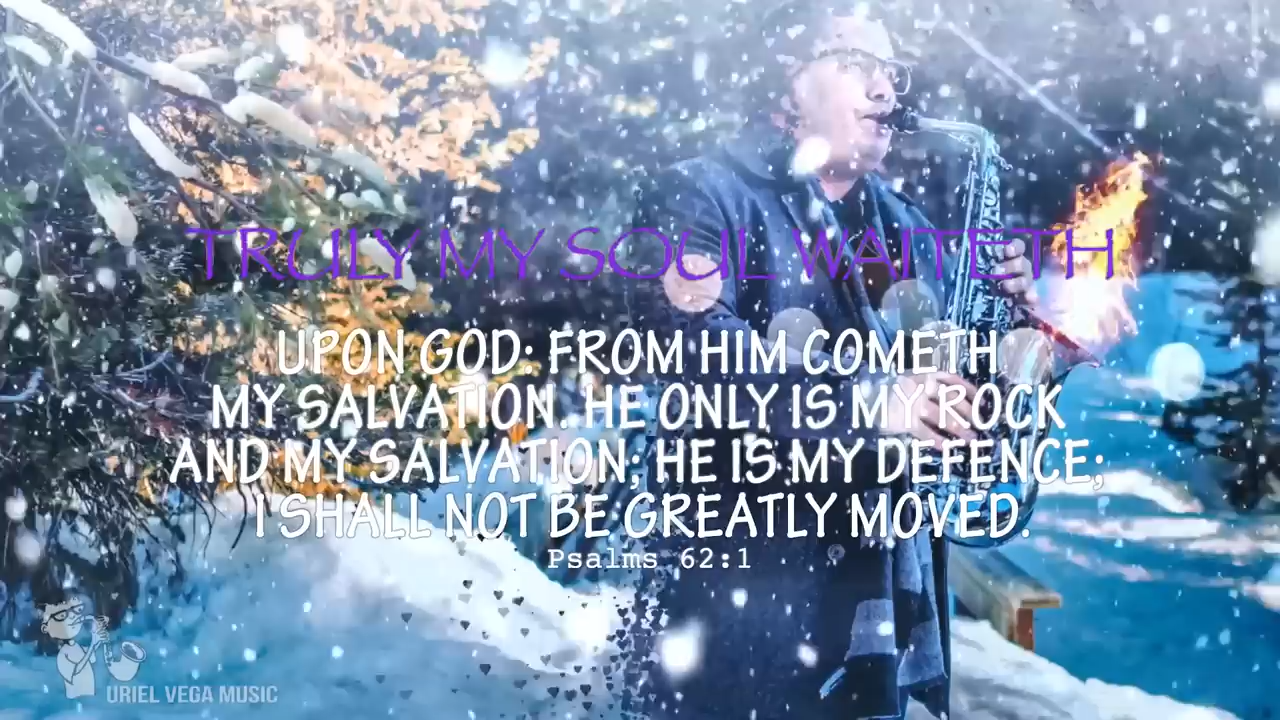 TRULY MY SOUL WAITETH
UPON GOD: FROM HIM COMETH
MY SALVATION. HE ONLY IS MY ROCK
AND MY SALVATION; HE IS MY DEFENCE;
I SHALL NOT BE GREATLY MOVED.
Psalms 62:1
URIEL VEGA MUSIC